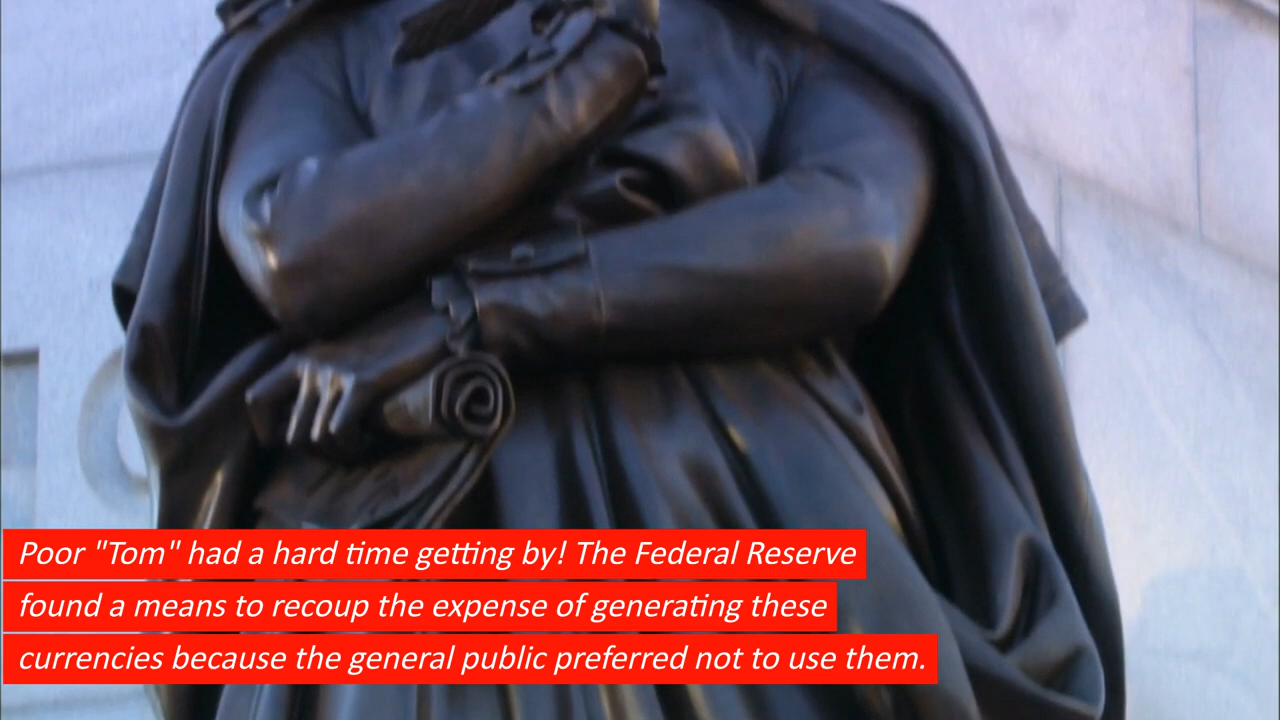 Poor "Tom" had a hard time getting by! The Federal Reserve
found a means to recoup the expense of generating these
currencies because the general public preferred not to use them.